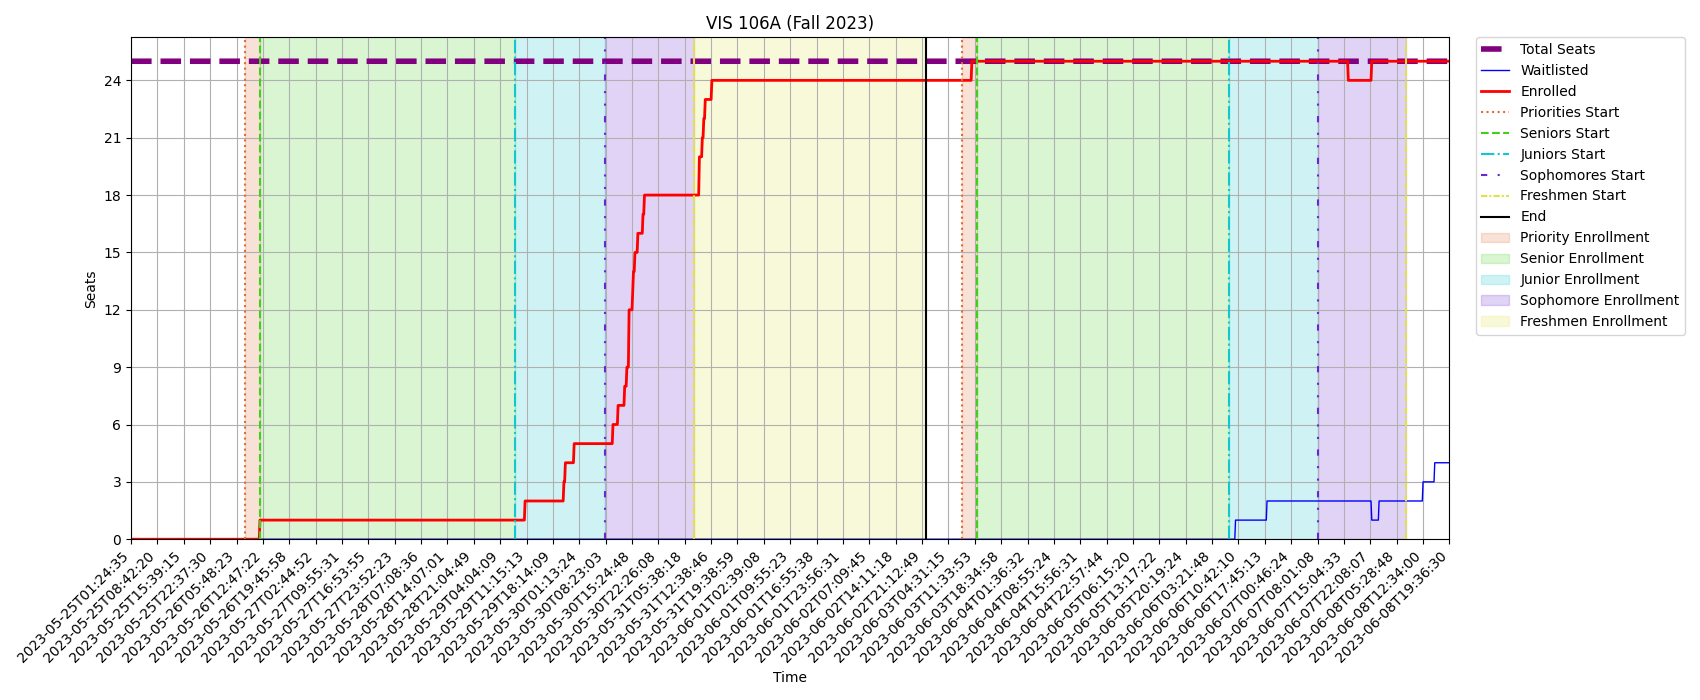 VIS 106A (Fall 2023)
Total Seats
Waitlisted
Enrolled
Priorities Start
Seniors Start
Juniors Start
Sophomores Start
Freshmen Start
End
Priority Enrollment
Senior Enrollment
Junior Enrollment
Sophomore Enrollment
Freshmen Enrollment
Seats
24
21
18
15
12
9
6
3
0
2023-05-25T01:24:35
2023-05-25T08:42:20
2023-05-25T15:39:15
2023-05-25T22:37:30
2023-05-26T05:48:23
2023-05-26T12:47:22
2023-05-26T19:45:58
2023-05-27T02:44:52
2023-05-27T09:55:31
2023-05-27T16:53:55
2023-05-27T23:52:23
2023-05-28T07:08:36
2023-05-28T14:07:01
2023-05-28T21:04:49
2023-05-29T04:04:09
2023-05-29T11:15:13
2023-05-29T18:14:09
2023-05-30T01:13:24
2023-05-30T08:23:03
2023-05-30T15:24:48
2023-05-30T22:26:08
2023-05-31T05:38:18
2023-05-31T12:38:46
2023-05-31T19:38:59
2023-06-01T02:39:08
2023-06-01T09:55:23
2023-06-01T16:55:38
2023-06-01T23:56:31
2023-06-02T07:09:45
2023-06-02T14:11:18
2023-06-02T21:12:49
2023-06-03T04:31:15
2023-06-03T11:33:53
2023-06-03T18:34:58
2023-06-04T01:36:32
2023-06-04T08:55:24
2023-06-04T15:56:31
2023-06-04T22:57:44
2023-06-05T06:15:20
2023-06-05T13:17:22
2023-06-05T20:19:24
2023-06-06T03:21:48
2023-06-06T10:42:10
2023-06-06T17:45:13
2023-06-07T00:46:24
2023-06-07T08:01:08
2023-06-07T15:04:33
2023-06-07T22:08:07
2023-06-08T05:28:48
2023-06-08T12:34:00
2023-06-08T19:36:30
Time